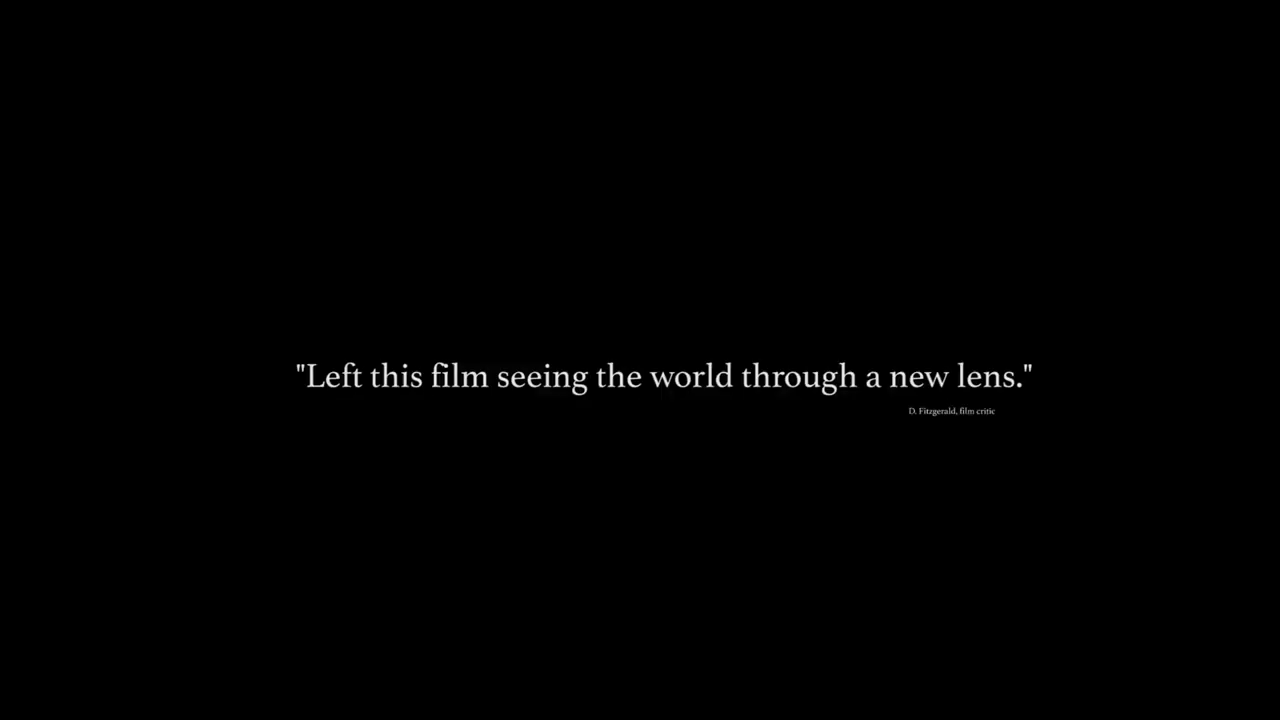 "Left this film seeing the world through a new lens."
D. Fitzgerald, film critic